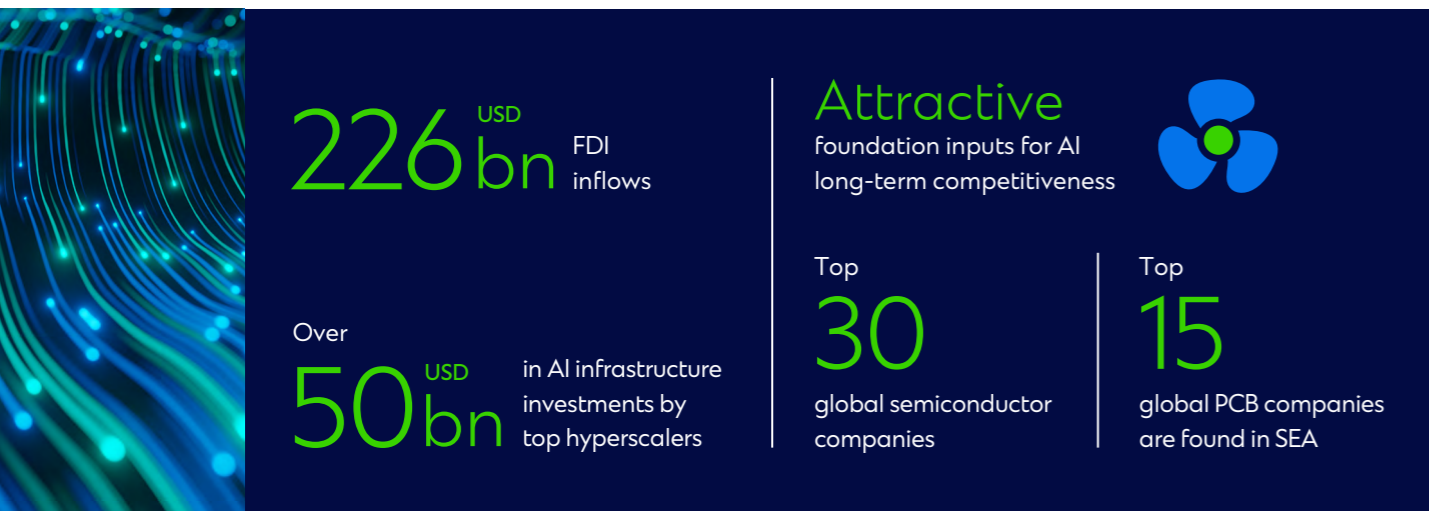 226 USD bn FDI
inflows
Over
50 USD bn in AI infrastructure
investments by
top hyperscalers
Attractive
foundation inputs for AI
long-term competitiveness
Top
30
global semiconductor
companies
Top
15
global PCB companies
are found in SEA